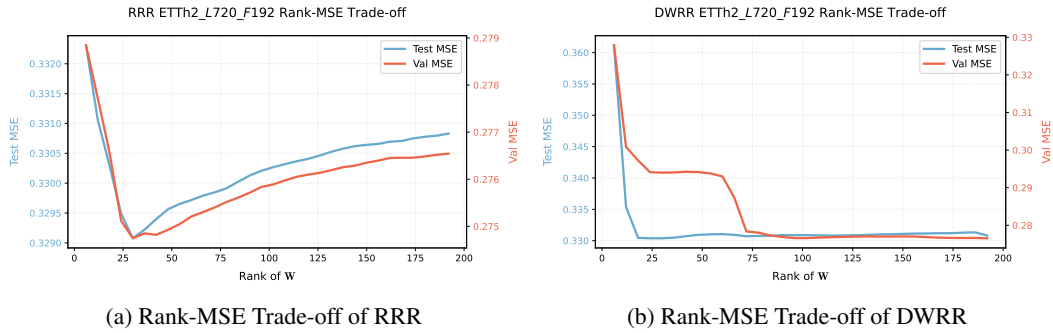 RRR ETTh2_L720_F192 Rank-MSE Trade-off
Test MSE
Val MSE
0.3320
0.3315
0.3310
0.3305
0.3300
0.3295
0.3290
0.279
0.278
0.277
0.276
0.275
Test MSE
Val MSE
0 25 50 75 100 125 150 175 200
Rank of W
(a) Rank-MSE Trade-off of RRR
DWRR ETTh2_L720_F192 Rank-MSE Trade-off
Test MSE
Val MSE
0.360
0.355
0.350
0.345
0.340
0.335
0.330
0.33
0.32
0.31
0.30
0.29
0.28
Test MSE
Val MSE
0 25 50 75 100 125 150 175 200
Rank of W
(b) Rank-MSE Trade-off of DWRR